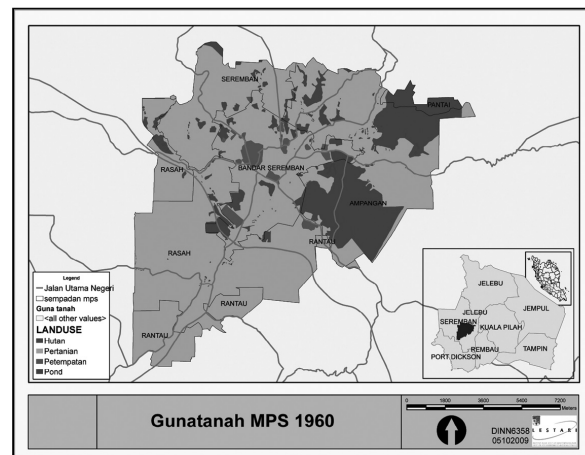 SEREMBAN
PANTAI
RASAH
BANDAR SEREMBAN
AMPANGAN
RANTAU
RASAH
RANTAU
RANTAU
Legend
Jalan Utama Negeri
sempadan mps
Guna tanah
<all other values>
LANDUSE
Hutan
Pertanian
Petempatan
Pond
JELEBU
JELEBU
JEMPUL
SEREMBAN
KUALA PILAH
REMBAU
TAMPIN
PORT DICKSON
Gunatanah MPS 1960
0 1800 3600 5400 7200
Meters
DINN6358
05102009
LESTARI